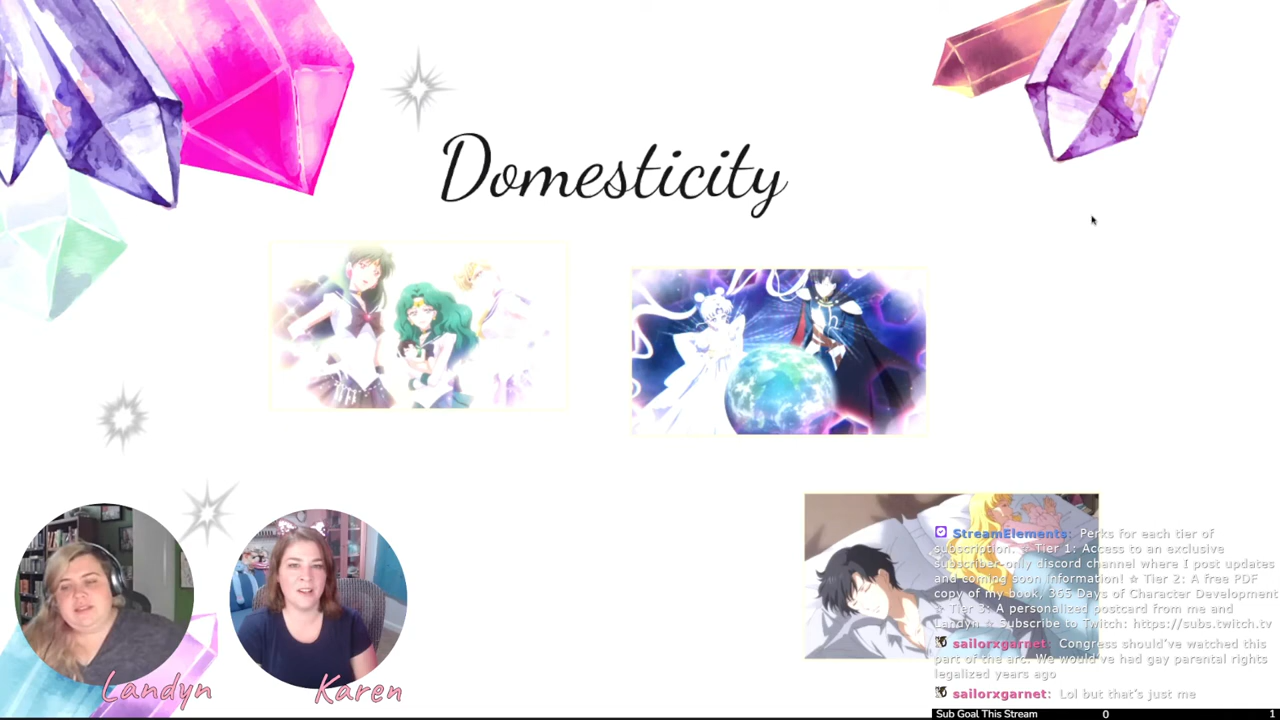 Domesticity
Landyn
Karen
StreamElements: Perks for each tier of
subscription. ☆ Tier 1: Access to an exclusive
subscriber-only discord channel where I post updates
and coming soon information! ☆ Tier 2: A free PDF
copy of my book, 365 Days of Character Development
☆ Tier 3: A personalized postcard from me and
Landyn ☆ Subscribe to Twitch: https://subs.twitch.tv
sailorxgarnet: Congress should've watched this
part of the arc. We would've had gay parental rights
legalized years ago
sailorxgarnet: Lol but that's just me
Sub Goal This Stream 0 1